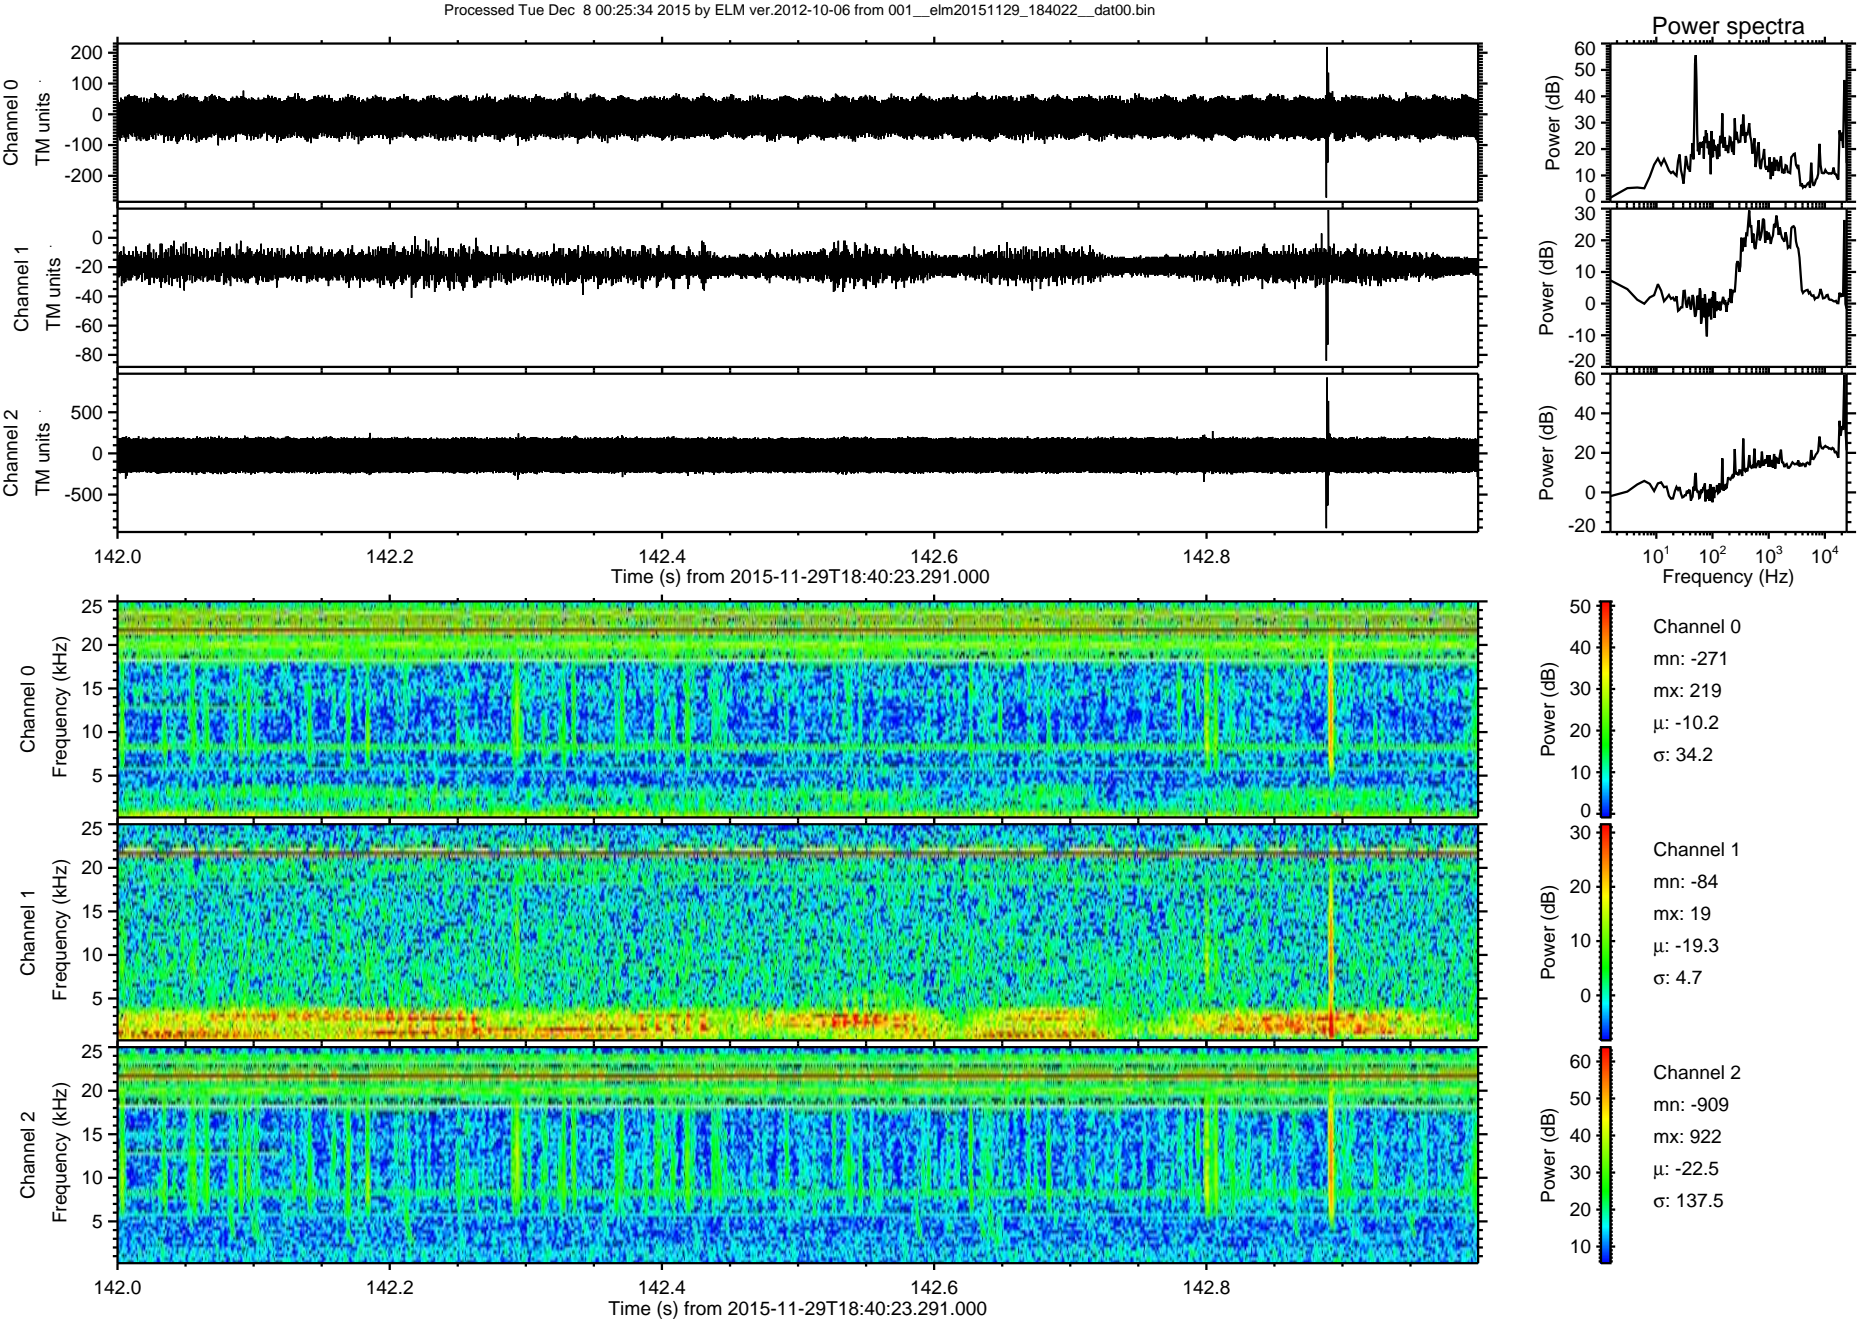 Processed Tue Dec  8 00:25:34 2015 by ELM ver.2012-10-06 from 001__elm20151129_184022__dat00.bin
Power spectra
Channel 0
TM units
200
100
0
-100
-200
Power (dB)
60
50
40
30
20
10
0
Channel 1
TM units
0
-20
-40
-60
-80
Power (dB)
30
20
10
0
-10
-20
Channel 2
TM units
500
0
-500
Power (dB)
60
40
20
0
-20
142.0 142.2 142.4 142.6 142.8
Time (s) from 2015-11-29T18:40:23.291.000
10¹ 10² 10³ 10⁴
Frequency (Hz)
Channel 0
Frequency (kHz)
25
20
15
10
5
Power (dB)
50
40
30
20
10
0
Channel 0
mn: -271
mx: 219
μ: -10.2
σ: 34.2
Channel 1
Frequency (kHz)
25
20
15
10
5
Power (dB)
30
20
10
0
Channel 1
mn: -84
mx: 19
μ: -19.3
σ: 4.7
Channel 2
Frequency (kHz)
25
20
15
10
5
Power (dB)
60
50
40
30
20
10
Channel 2
mn: -909
mx: 922
μ: -22.5
σ: 137.5
142.0 142.2 142.4 142.6 142.8
Time (s) from 2015-11-29T18:40:23.291.000